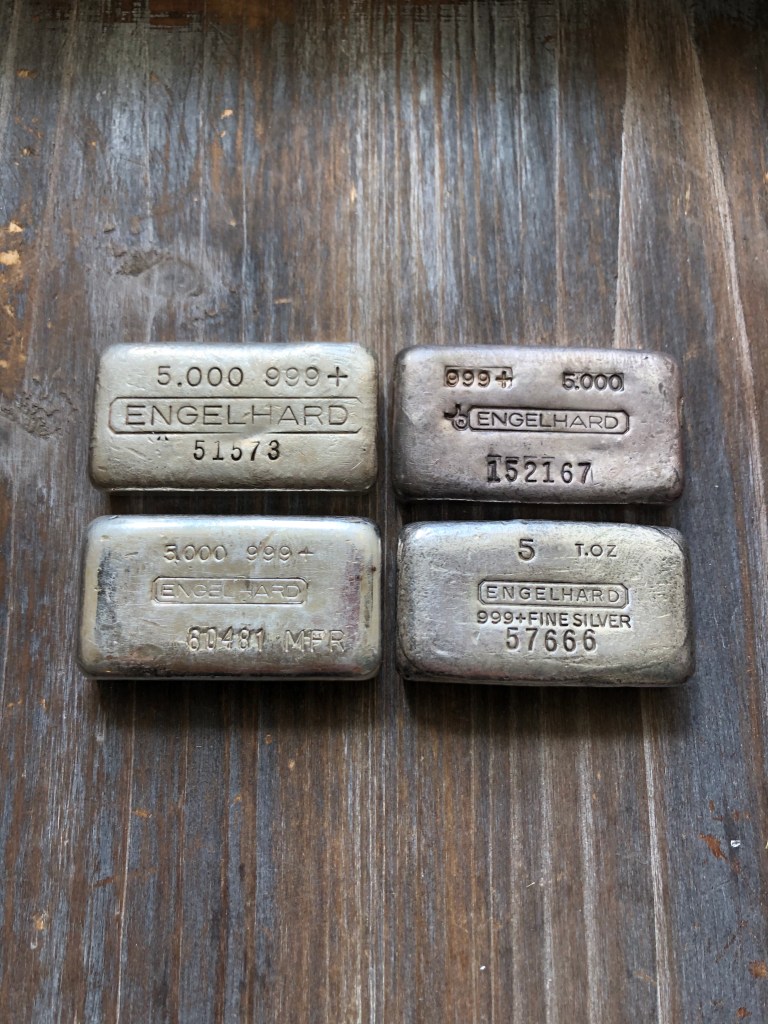 5.000 999+
ENGELHARD
51573
999+ 5.000
ENGELHARD
152167
5.000 999+
ENGELHARD
60481 MPR
5 T.OZ
ENGELHARD
999+FINE SILVER
57666